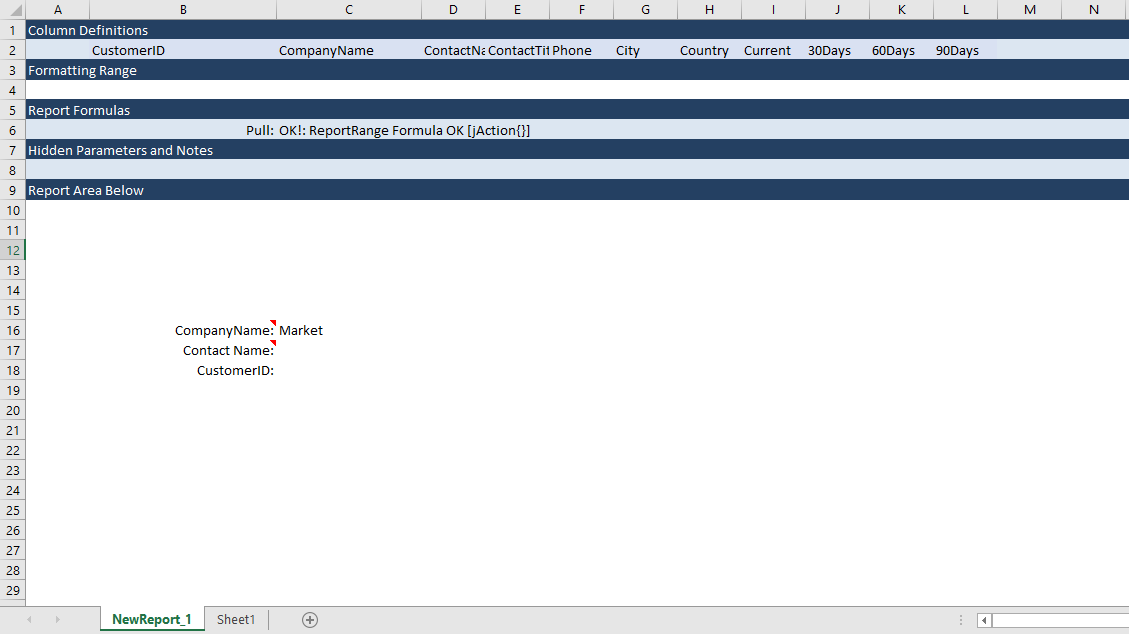 A B C D E F G H I J K L M N
1 Column Definitions
2 CustomerID CompanyName ContactNa ContactTit Phone City Country Current 30Days 60Days 90Days
3 Formatting Range
4
5 Report Formulas
6 Pull: OK!: ReportRange Formula OK [jAction{}]
7 Hidden Parameters and Notes
8
9 Report Area Below
10
11
12
13
14
15
16 CompanyName: Market
17 Contact Name:
18 CustomerID:
19
20
21
22
23
24
25
26
27
28
29
NewReport_1 Sheet1